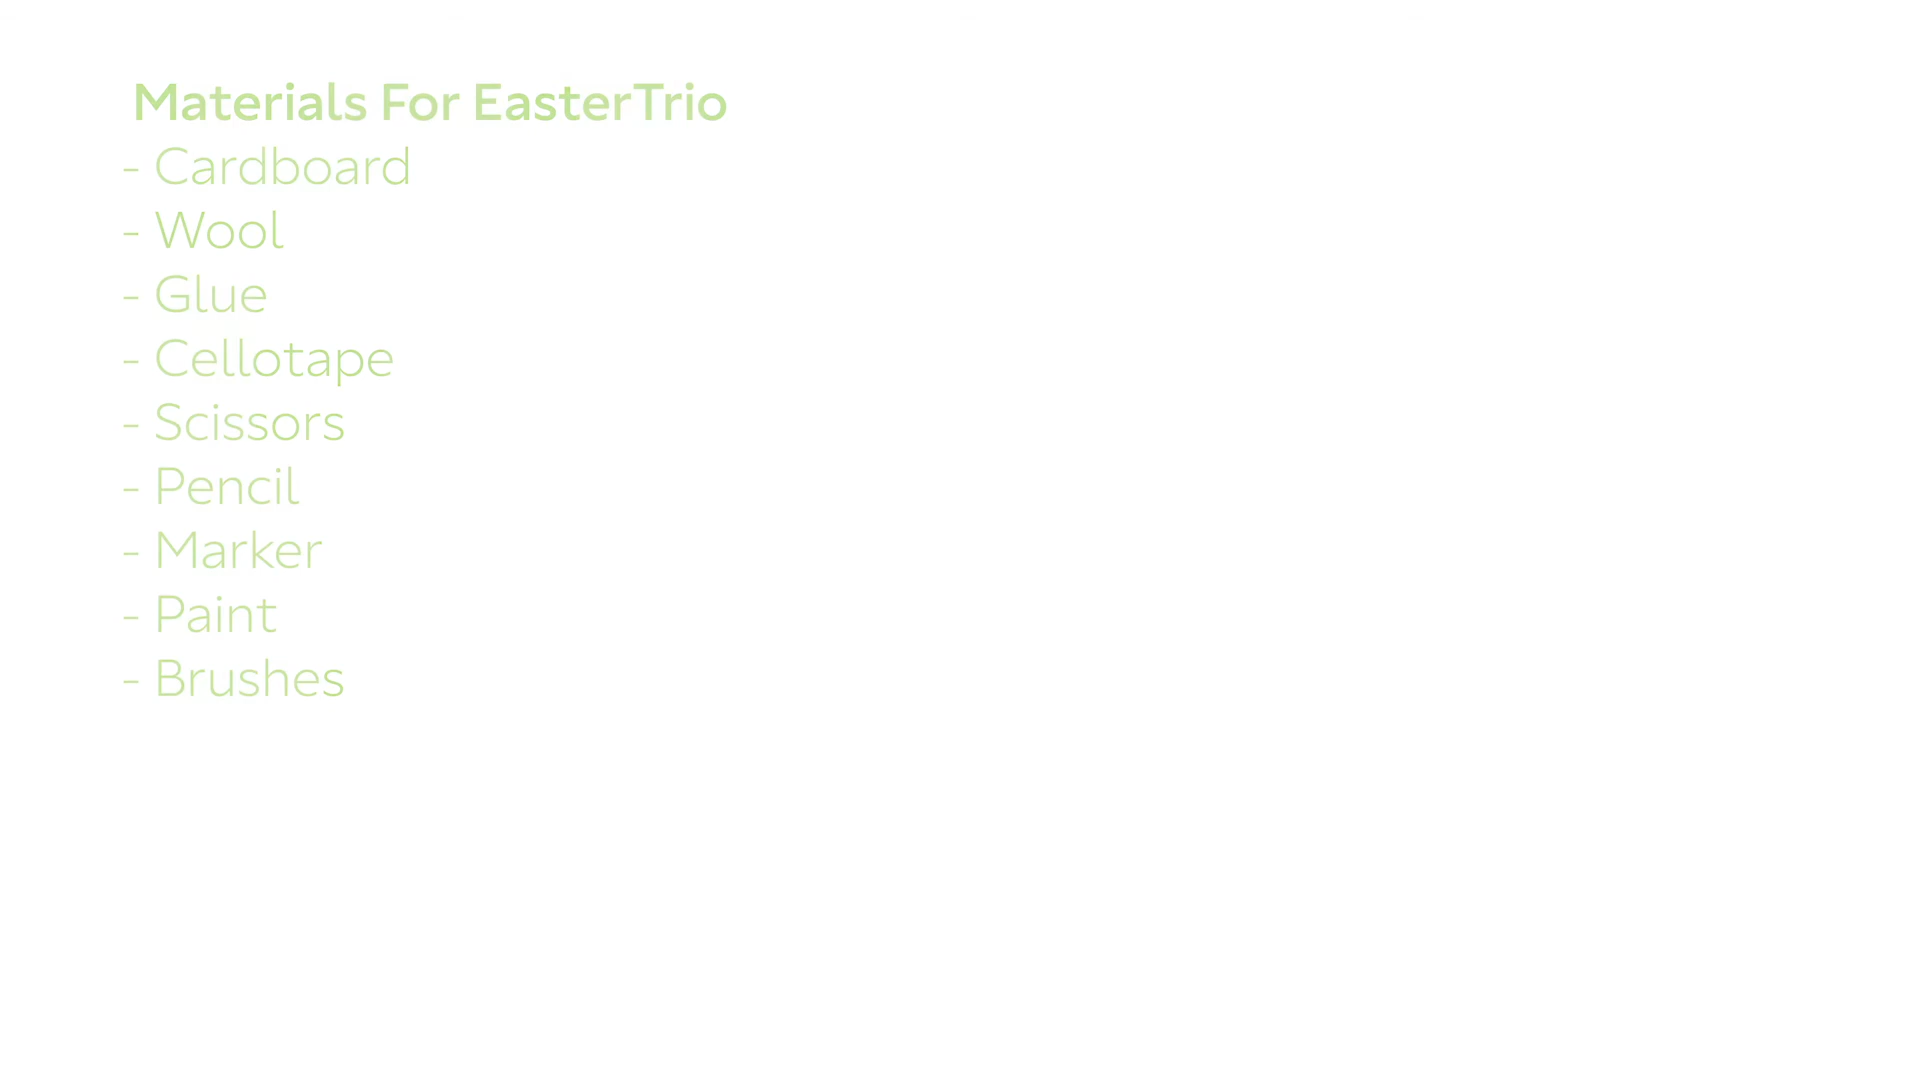 Materials For EasterTrio
- Cardboard
- Wool
- Glue
- Cellotape
- Scissors
- Pencil
- Marker
- Paint
- Brushes